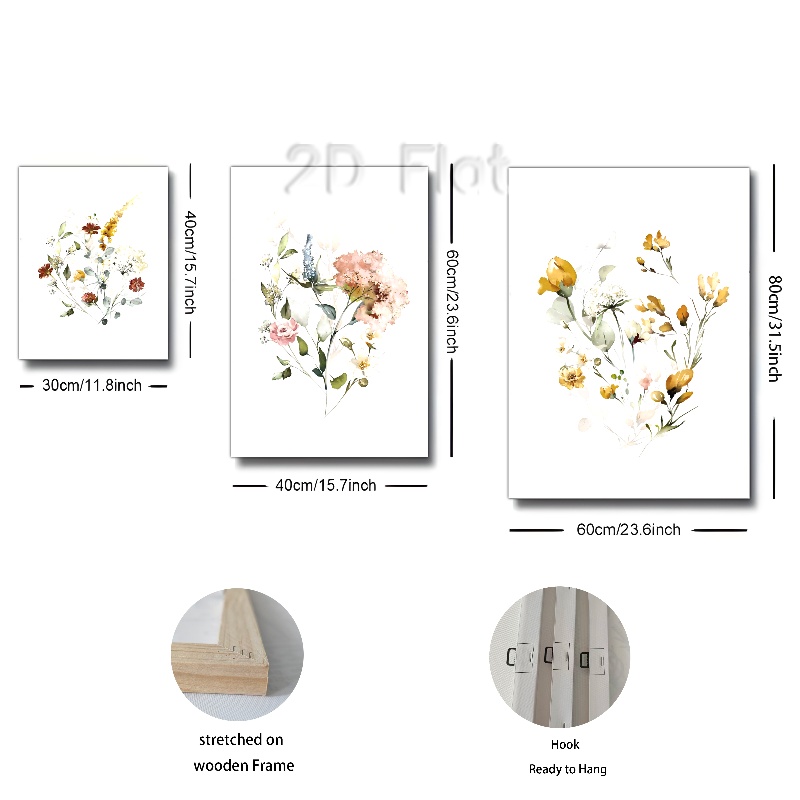 2D Flat
40cm/15.7inch
60cm/23.6inch
80cm/31.5inch
30cm/11.8inch
40cm/15.7inch
60cm/23.6inch
stretched on
wooden Frame
Hook
Ready to Hang